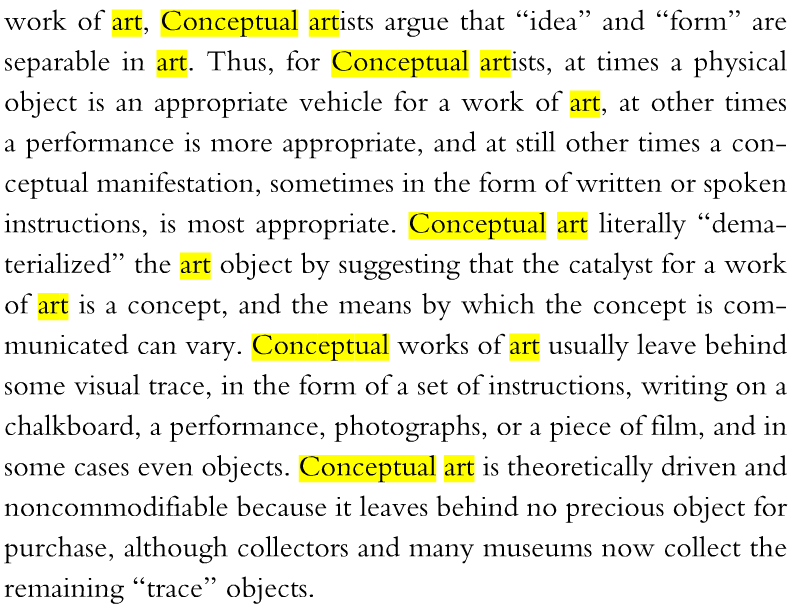 work of art, Conceptual artists argue that “idea” and “form” are
separable in art. Thus, for Conceptual artists, at times a physical
object is an appropriate vehicle for a work of art, at other times
a performance is more appropriate, and at still other times a con-
ceptual manifestation, sometimes in the form of written or spoken
instructions, is most appropriate. Conceptual art literally “dema-
terialized” the art object by suggesting that the catalyst for a work
of art is a concept, and the means by which the concept is com-
municated can vary. Conceptual works of art usually leave behind
some visual trace, in the form of a set of instructions, writing on a
chalkboard, a performance, photographs, or a piece of film, and in
some cases even objects. Conceptual art is theoretically driven and
noncommodifiable because it leaves behind no precious object for
purchase, although collectors and many museums now collect the
remaining “trace” objects.